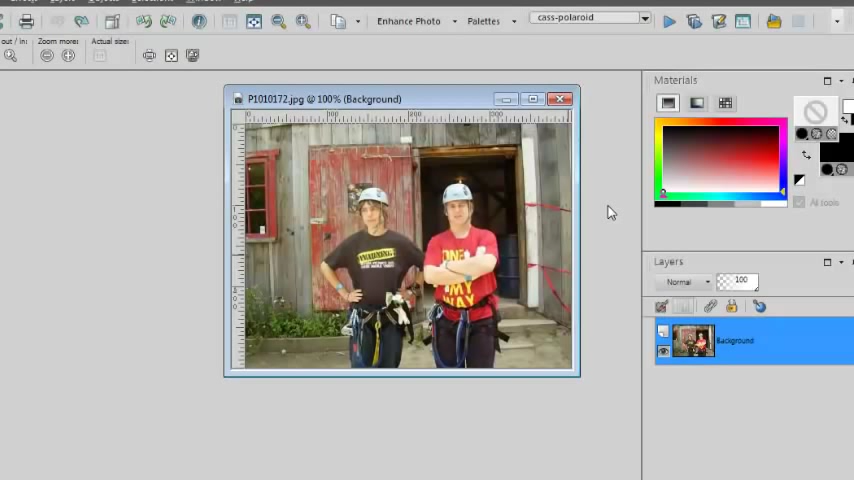 Enhance Photo
Palettes
cass-polaroid
out / in:
Zoom more:
Actual size:
P1010172.jpg @ 100% (Background)
Materials
All tools
ONE
MY
WAY
Layers
Normal
100
Background